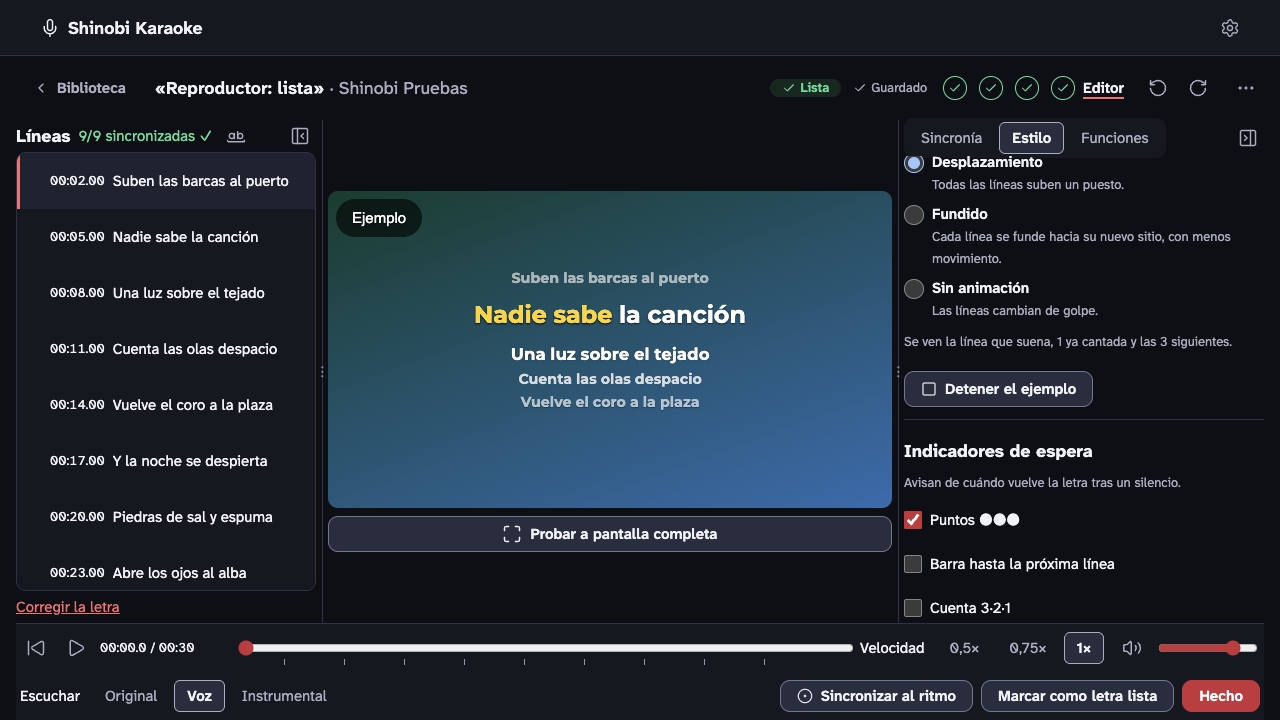 Shinobi Karaoke
Biblioteca
«Reproductor: lista» · Shinobi Pruebas
Lista
Guardado
Editor
Líneas 9/9 sincronizadas
ab
00:02.00 Suben las barcas al puerto
00:05.00 Nadie sabe la canción
00:08.00 Una luz sobre el tejado
00:11.00 Cuenta las olas despacio
00:14.00 Vuelve el coro a la plaza
00:17.00 Y la noche se despierta
00:20.00 Piedras de sal y espuma
00:23.00 Abre los ojos al alba
Corregir la letra
Ejemplo
Suben las barcas al puerto
Nadie sabe la canción
Una luz sobre el tejado
Cuenta las olas despacio
Vuelve el coro a la plaza
Probar a pantalla completa
Sincronía Estilo Funciones
Desplazamiento
Todas las líneas suben un puesto.
Fundido
Cada línea se funde hacia su nuevo sitio, con menos
movimiento.
Sin animación
Las líneas cambian de golpe.
Se ven la línea que suena, 1 ya cantada y las 3 siguientes.
Detener el ejemplo
Indicadores de espera
Avisan de cuándo vuelve la letra tras un silencio.
Puntos
Barra hasta la próxima línea
Cuenta 3·2·1
00:00.0 / 00:30
Velocidad 0,5× 0,75× 1×
Escuchar Original Voz Instrumental
Sincronizar al ritmo
Marcar como letra lista
Hecho